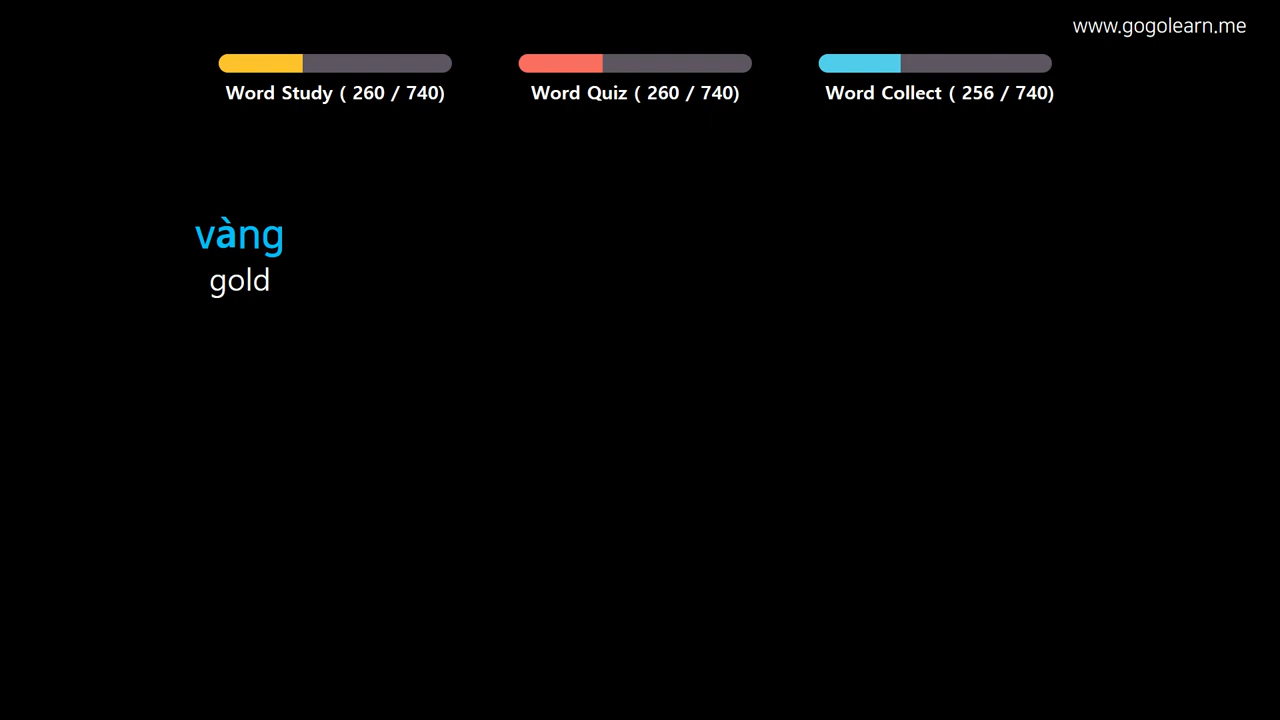 www.gogolearn.me
Word Study ( 260 / 740)
Word Quiz ( 260 / 740)
Word Collect ( 256 / 740)
vàng
gold